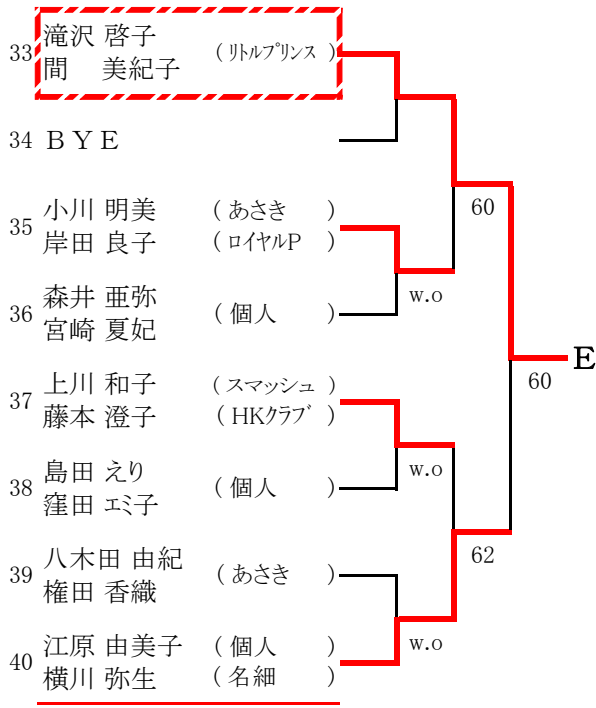 33 滝沢 啓子 (リトルプリンス)
間 美紀子
34 BYE
60
35 小川 明美 (あさき)
岸田 良子 (ロイヤルP)
w.o
36 森井 亜弥 (個人)
宮崎 夏妃
60 E
37 上川 和子 (スマッシュ)
藤本 澄子 (HKクラブ)
w.o
38 島田 えり (個人)
窪田 エミ子
62
39 八木田 由紀 (あさき)
権田 香織
w.o
40 江原 由美子 (個人)
横川 弥生 (名細)